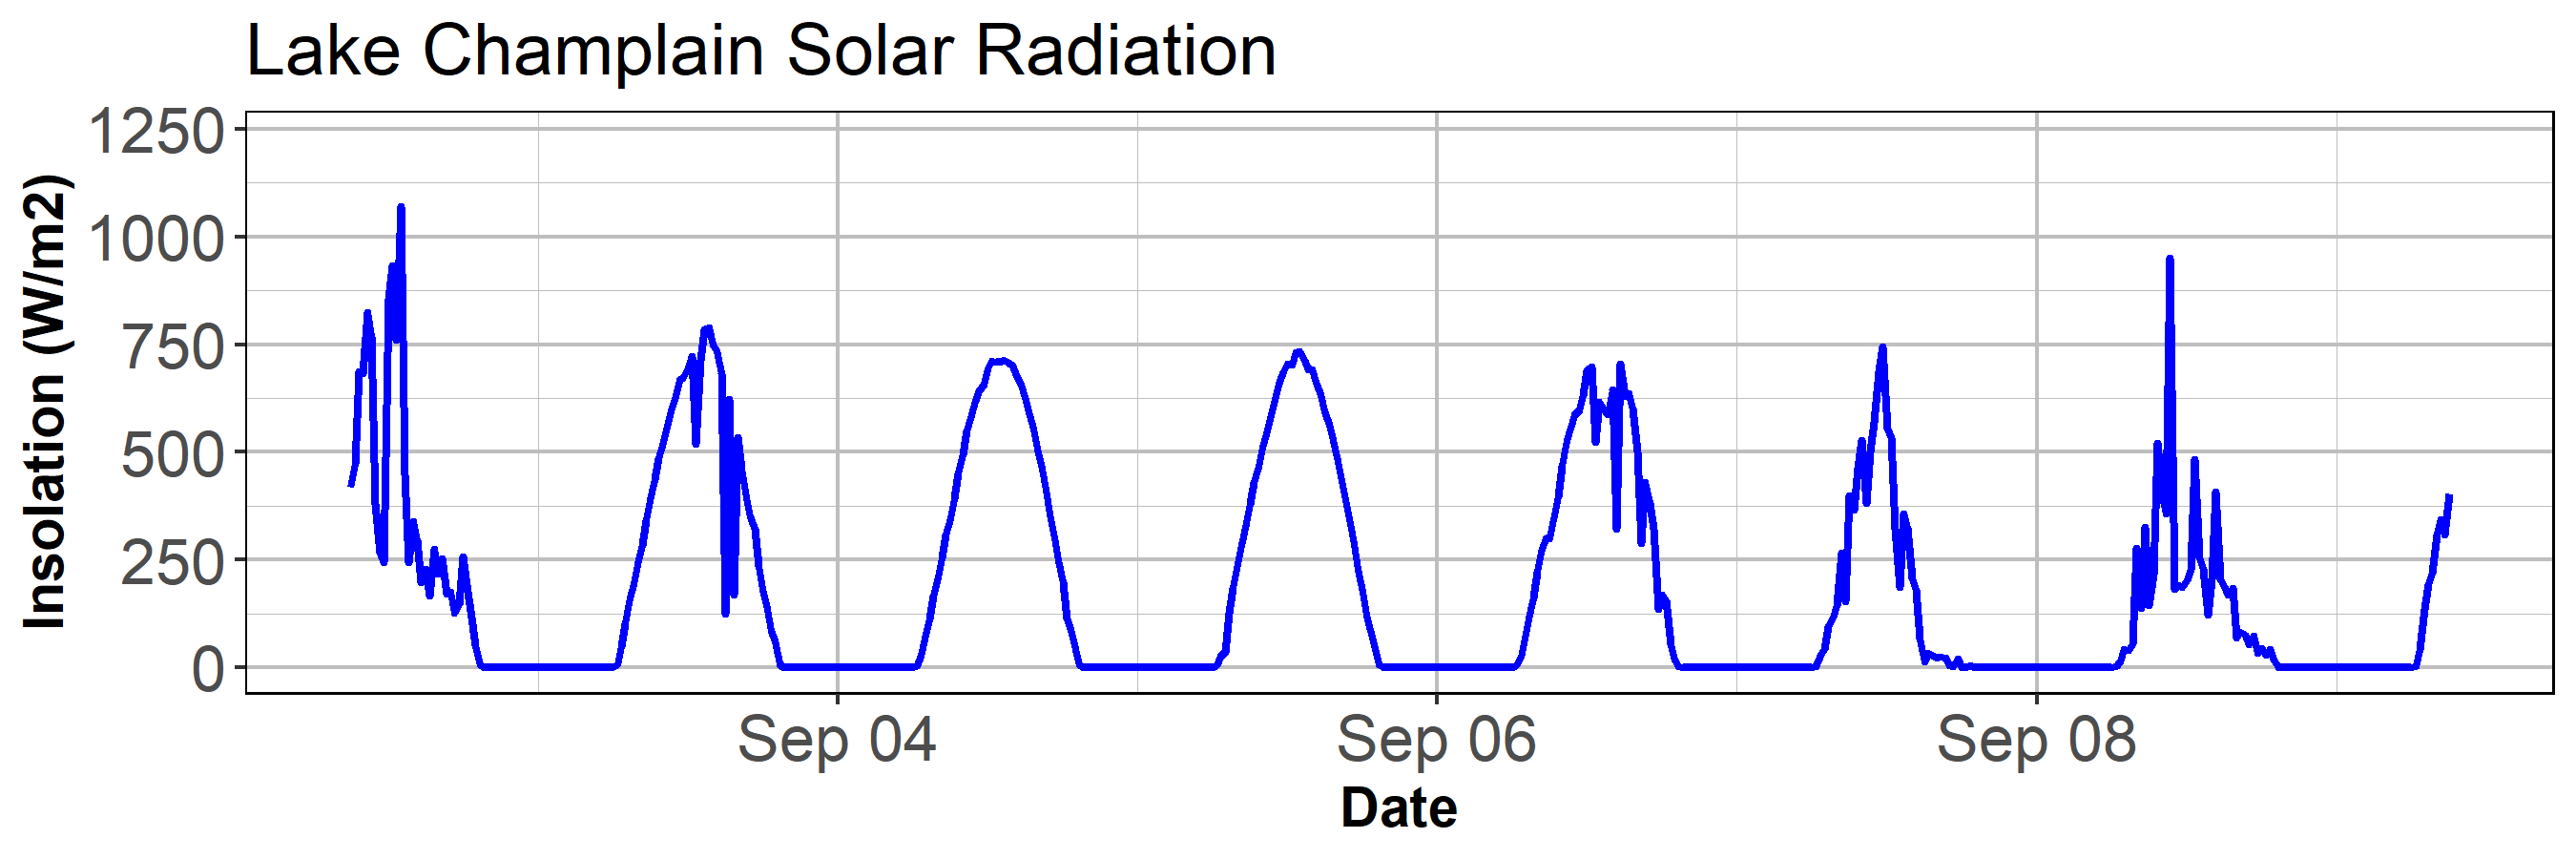 Lake Champlain Solar Radiation
Insolation (W/m2)
1250
1000
750
500
250
0
Sep 04
Sep 06
Sep 08
Date